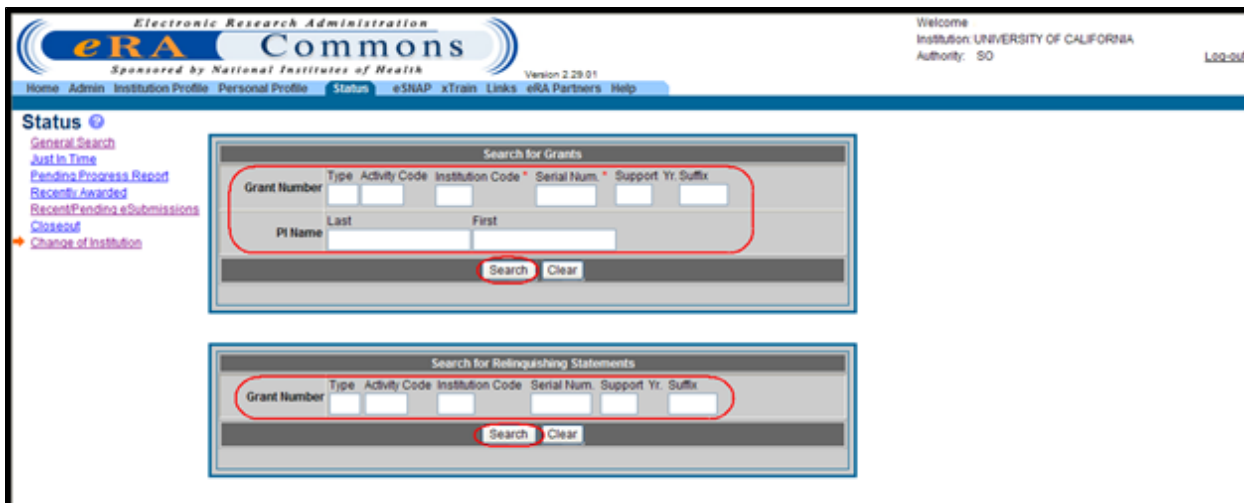 Electronic Research Administration
eRA Commons
Sponsored by National Institutes of Health
Version 2.29.01
Welcome
Institution: UNIVERSITY OF CALIFORNIA
Authority: SO
Log-out
Home Admin Institution Profile Personal Profile Status eSNAP xTrain Links eRA Partners Help
Status ?
General Search
Just In Time
Pending Progress Report
Recently Awarded
Recent/Pending eSubmissions
Closeout
Change of Institution
Search for Grants
Type Activity Code Institution Code * Serial Num. * Support Yr. Suffix
Grant Number
Last First
PI Name
Search Clear
Search for Relinquishing Statements
Type Activity Code Institution Code Serial Num. Support Yr. Suffix
Grant Number
Search Clear